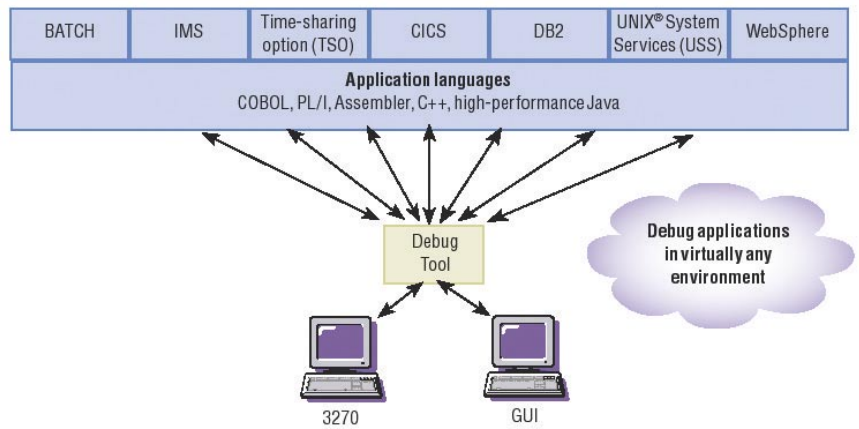 BATCH
IMS
Time-sharing
option (TSO)
CICS
DB2
UNIX® System
Services (USS)
WebSphere
Application languages
COBOL, PL/I, Assembler, C++, high-performance Java
Debug
Tool
Debug applications
in virtually any
environment
3270
GUI